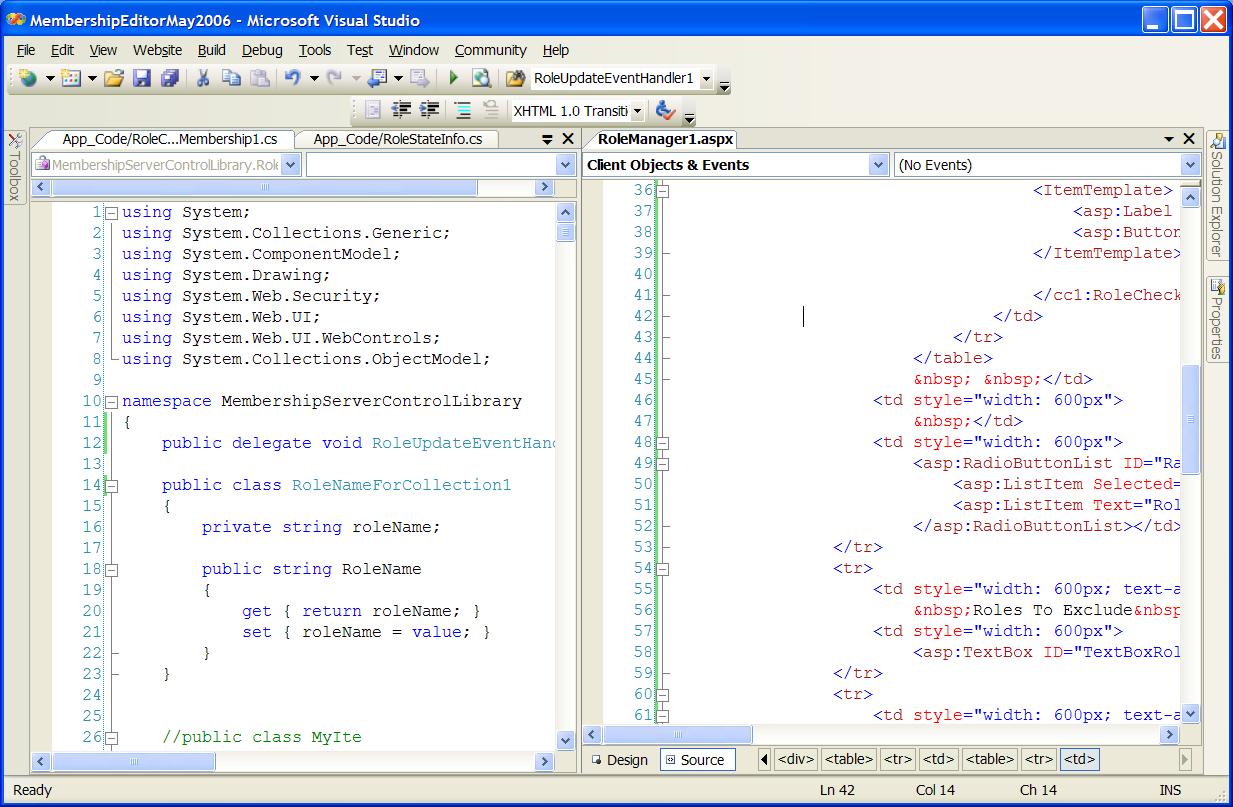 MembershipEditorMay2006 - Microsoft Visual Studio
File Edit View Website Build Debug Tools Test Window Community Help
RoleUpdateEventHandler1
XHTML 1.0 Transiti
Toolbox
App_Code/RoleC...Membership1.cs App_Code/RoleStateInfo.cs
MembershipServerControlLibrary.Role
1 using System;
2 using System.Collections.Generic;
3 using System.ComponentModel;
4 using System.Drawing;
5 using System.Web.Security;
6 using System.Web.UI;
7 using System.Web.UI.WebControls;
8 using System.Collections.ObjectModel;
9
10 namespace MembershipServerControlLibrary
11 {
12 public delegate void RoleUpdateEventHand
13
14 public class RoleNameForCollection1
15 {
16 private string roleName;
17
18 public string RoleName
19 {
20 get { return roleName; }
21 set { roleName = value; }
22 }
23 }
24
25
26 //public class MyIte
RoleManager1.aspx
Client Objects & Events (No Events)
36 <ItemTemplate>
37 <asp:Label
38 <asp:Button
39 </ItemTemplate>
40
41 </cc1:RoleCheck
42 </td>
43 </tr>
44 </table>
45 &nbsp; &nbsp;</td>
46 <td style="width: 600px">
47 &nbsp;</td>
48 <td style="width: 600px">
49 <asp:RadioButtonList ID="Ra
50 <asp:ListItem Selected=
51 <asp:ListItem Text="Rol
52 </asp:RadioButtonList></td>
53 </tr>
54 <tr>
55 <td style="width: 600px; text-a
56 &nbsp;Roles To Exclude&nbsp
57 <td style="width: 600px">
58 <asp:TextBox ID="TextBoxRol
59 </tr>
60 <tr>
61 <td style="width: 600px; text-a
Design Source <div> <table> <tr> <td> <table> <tr> <td>
Solution Explorer
Properties
Ready Ln 42 Col 14 Ch 14 INS